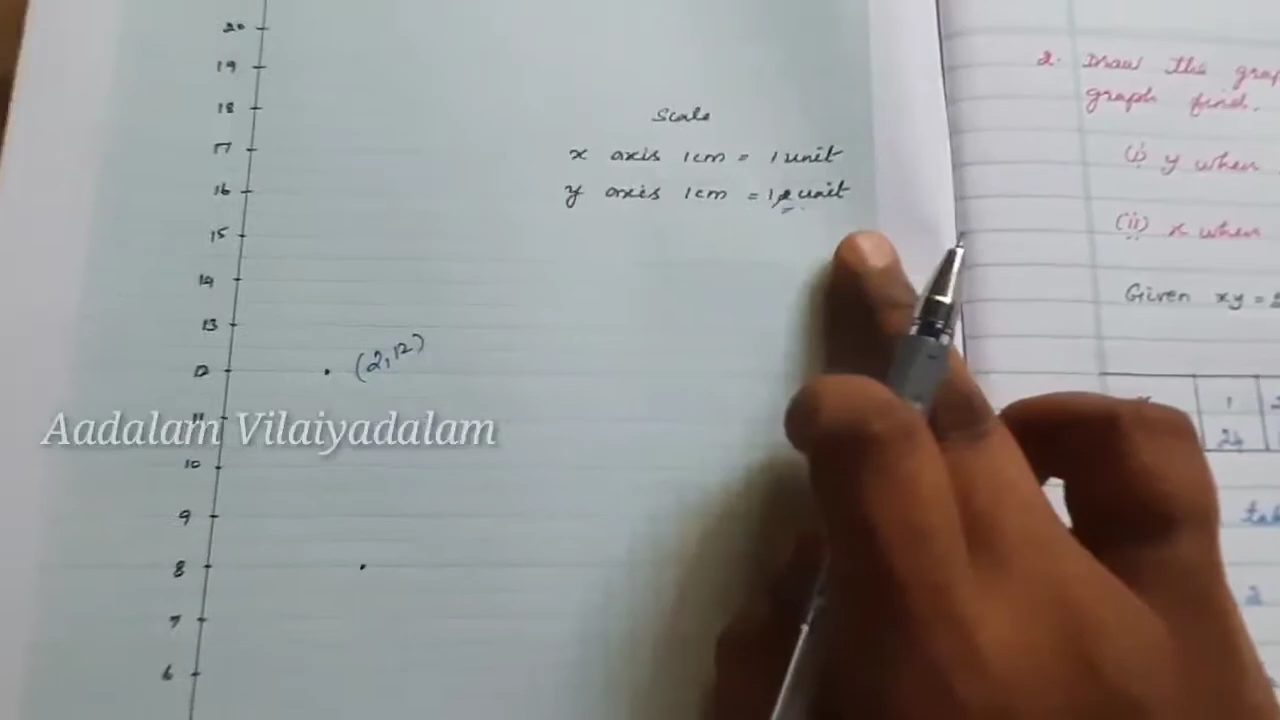 20
19
18
17
16
15
14
13
12
11
10
9
8
7
6
Scale
x axis 1cm = 1 unit
y axis 1cm = 1 unit
(2,12)
Aadalam Vilaiyadalam
2. Draw the
graph find.
(i) y when
(ii) x when
Given xy =
1
24
2